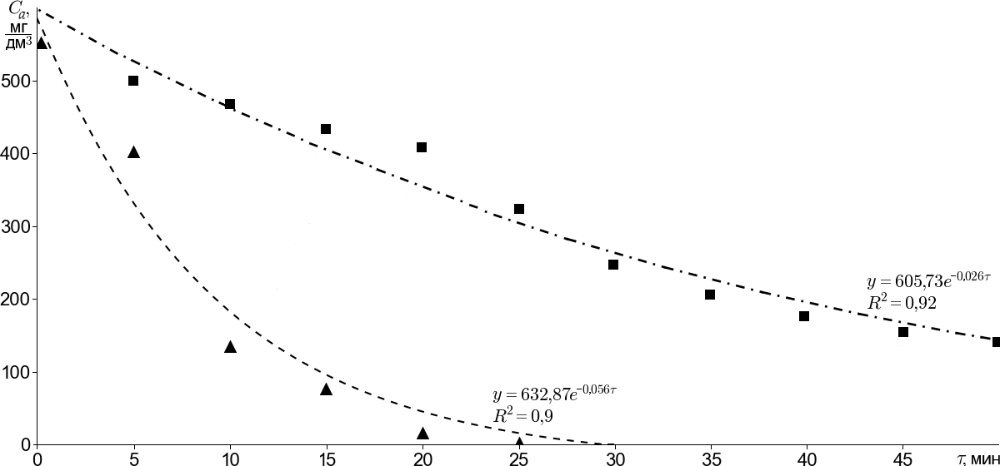 Cₐ,
мг
дм³
500
400
300
200
100
0
y = 605,73e⁻⁰,⁰²⁶τ
R² = 0,92
y = 632,87e⁻⁰,⁰⁵⁶τ
R² = 0,9
0 5 10 15 20 25 30 35 40 45 τ, мин